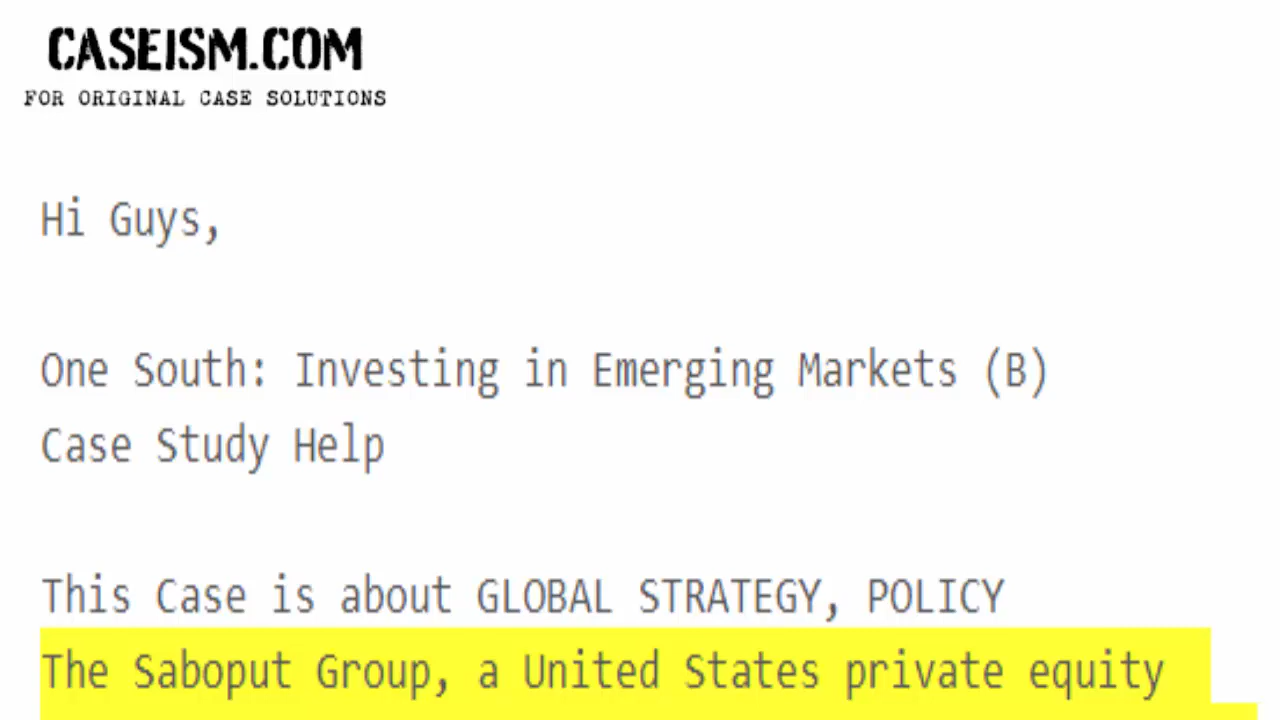 CASEISM.COM
FOR ORIGINAL CASE SOLUTIONS
Hi Guys,
One South: Investing in Emerging Markets (B)
Case Study Help
This Case is about GLOBAL STRATEGY, POLICY
The Saboput Group, a United States private equity